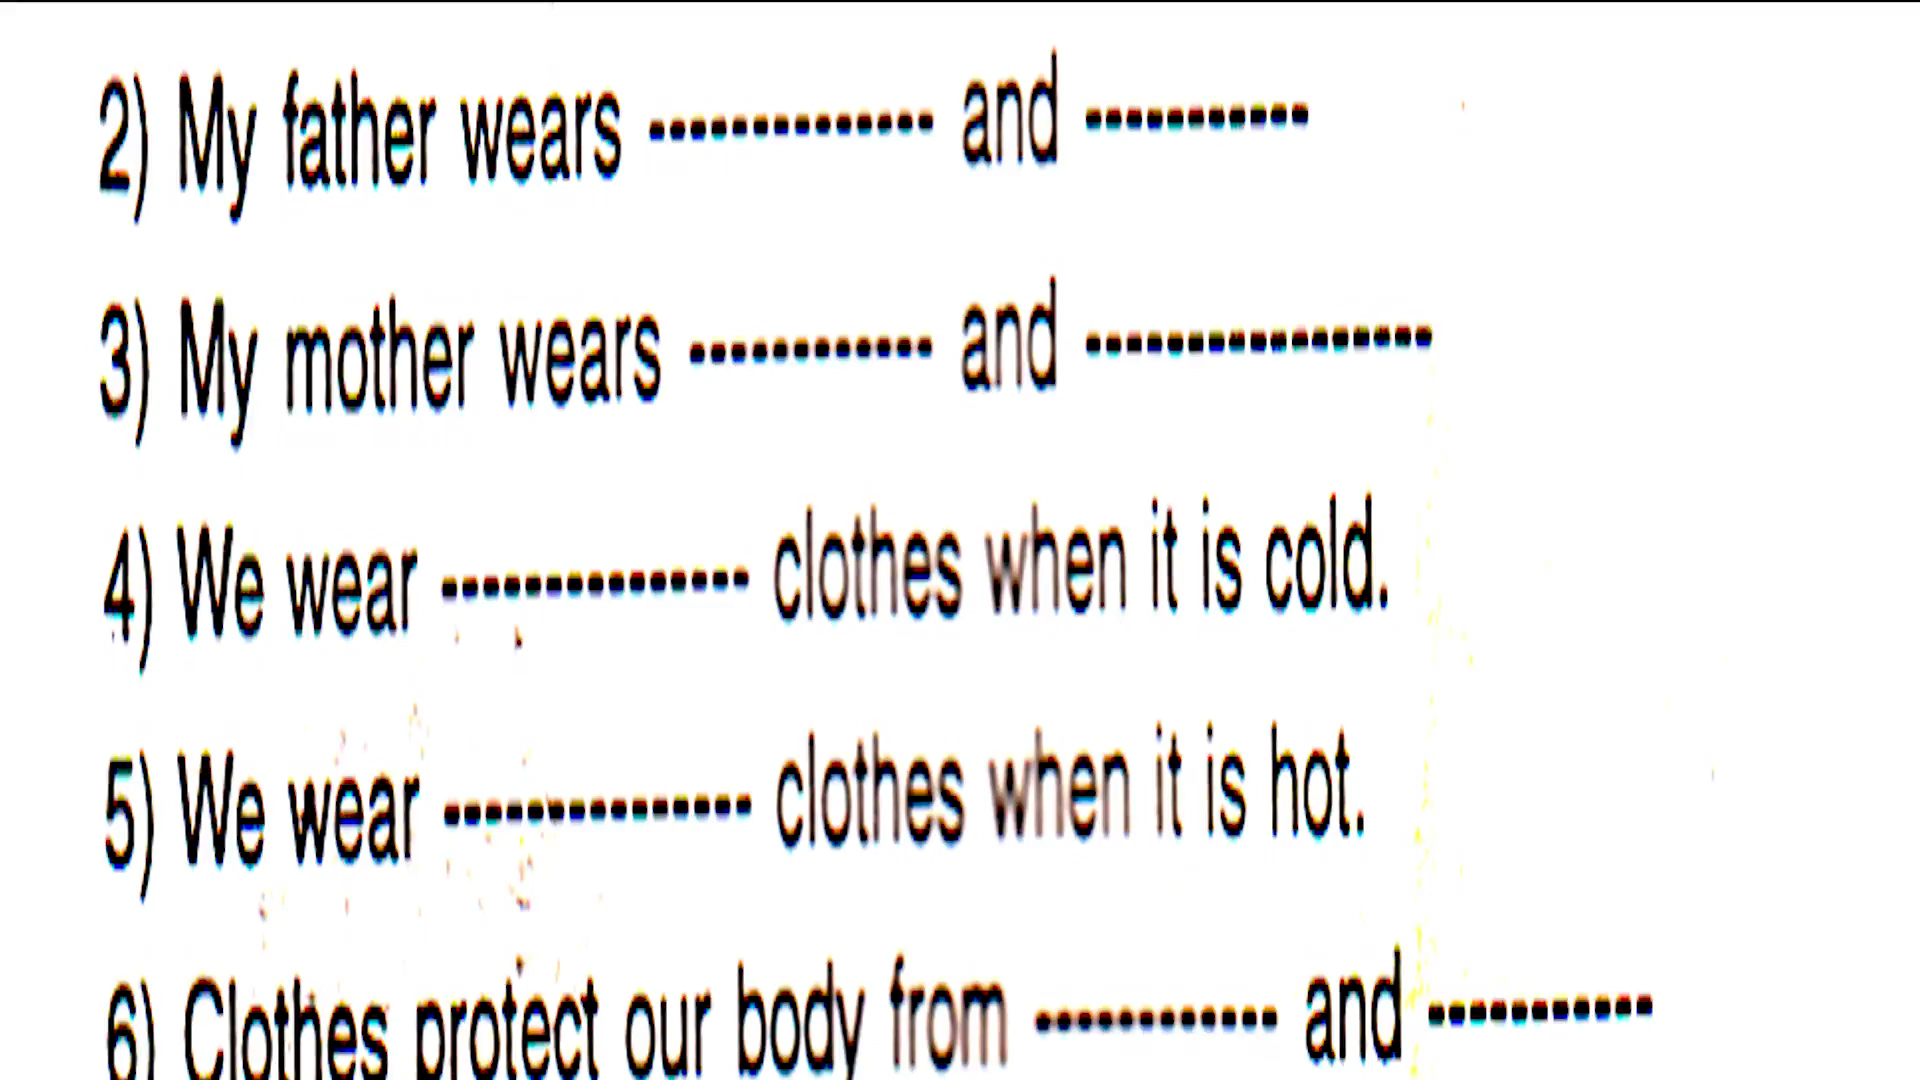 2) My father wears -------------- and -----------
3) My mother wears ------------ and -----------------
4) We wear --------------- clothes when it is cold.
5) We wear --------------- clothes when it is hot.
6) Clothes protect our body from ------------ and -----------